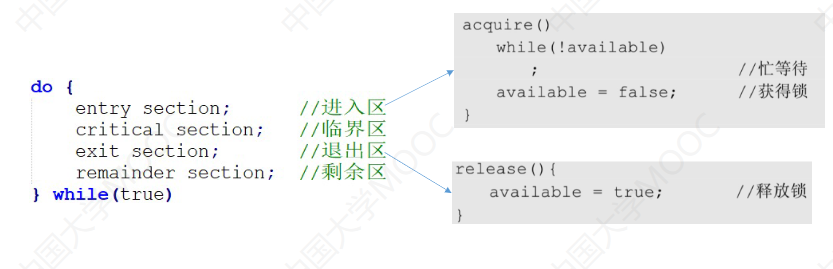 do {
entry section; //进入区
critical section; //临界区
exit section; //退出区
remainder section; //剩余区
} while(true)
acquire()
while(!available)
; //忙等待
available = false; //获得锁
}
release(){
available = true; //释放锁
}
中国大学MOOC